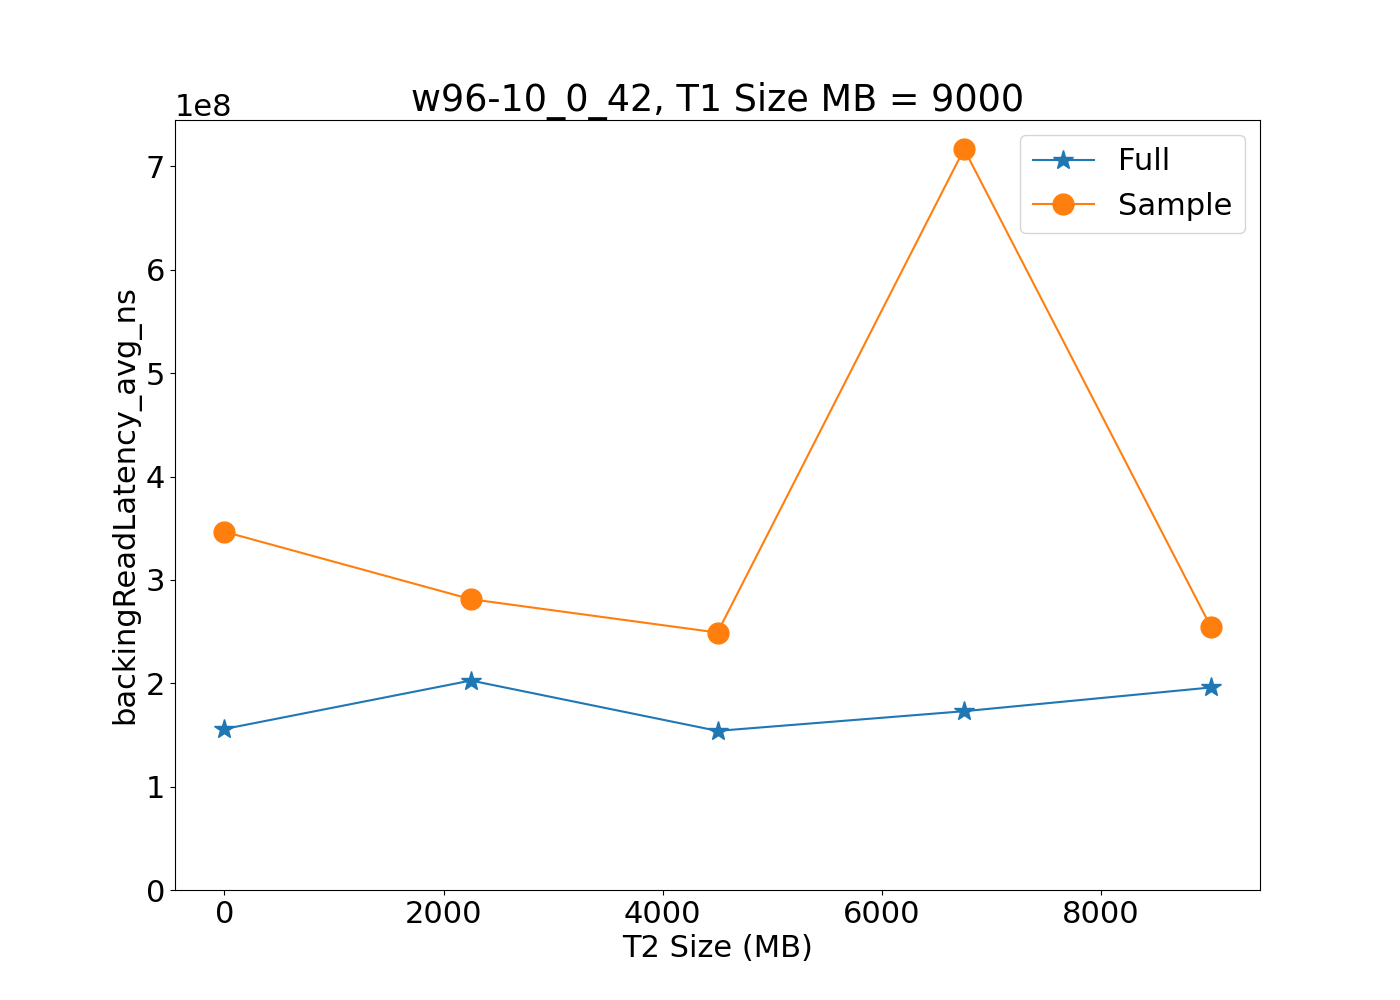 w96-10_0_42, T1 Size MB = 9000
1e8
Full
Sample
7
6
5
4
3
2
1
0
backingReadLatency_avg_ns
0 2000 4000 6000 8000
T2 Size (MB)